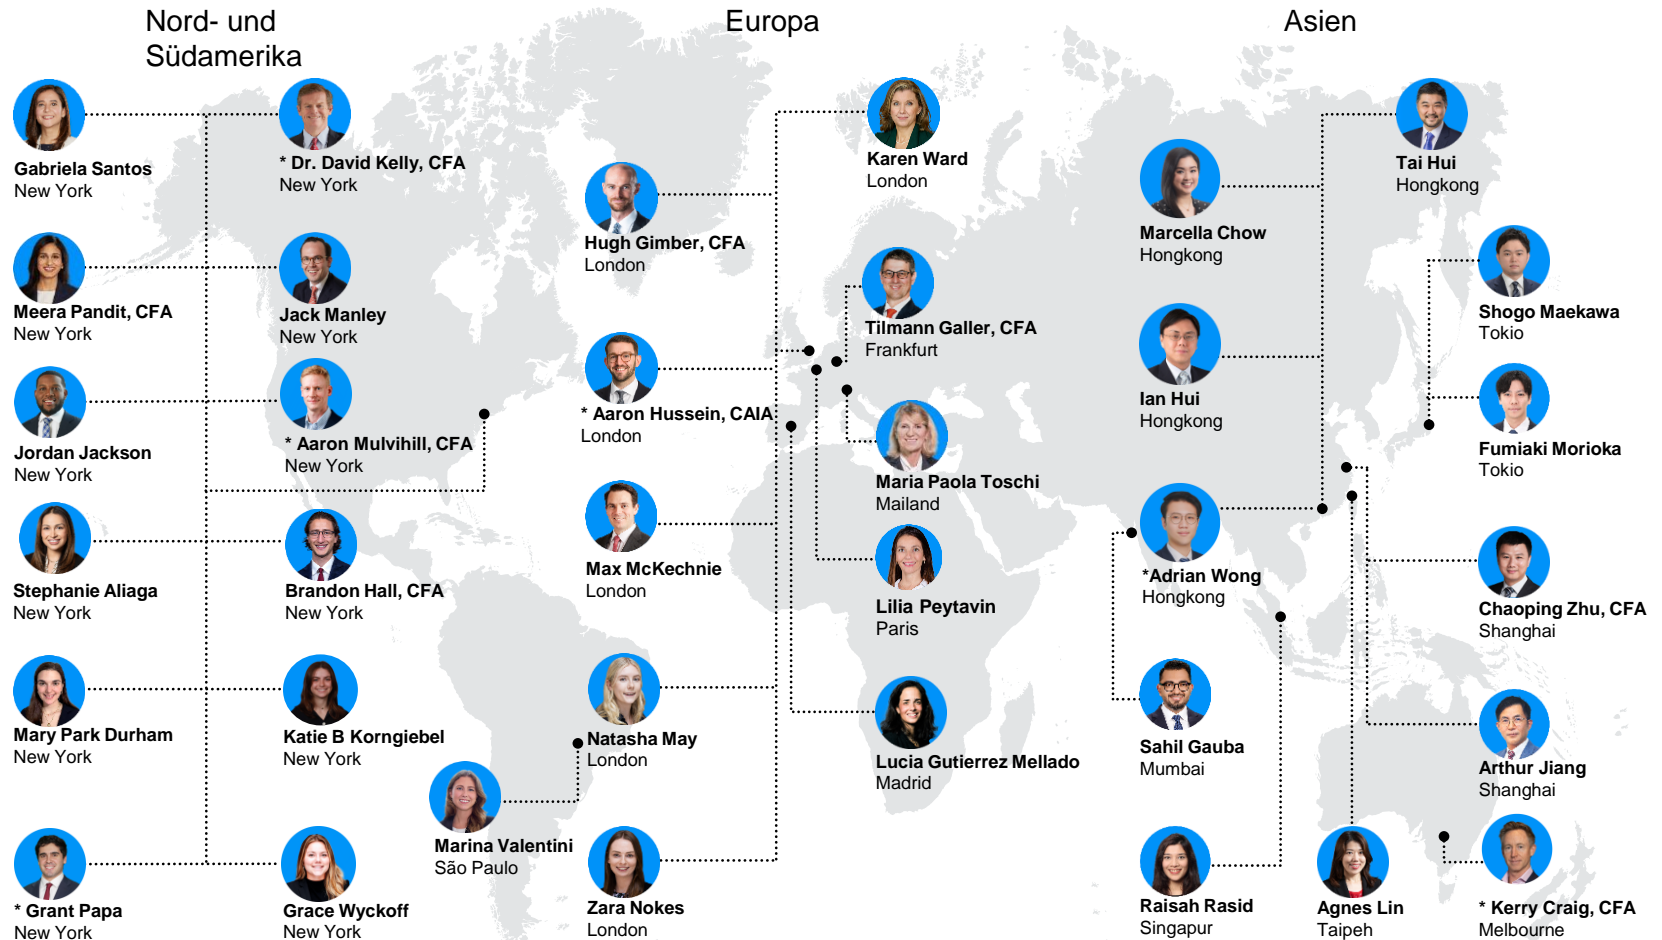 Nord- und
Südamerika
Gabriela Santos
New York
* Dr. David Kelly, CFA
New York
Meera Pandit, CFA
New York
Jack Manley
New York
Jordan Jackson
New York
* Aaron Mulvihill, CFA
New York
Stephanie Aliaga
New York
Brandon Hall, CFA
New York
Mary Park Durham
New York
Katie B Korngiebel
New York
* Grant Papa
New York
Grace Wyckoff
New York
Marina Valentini
São Paulo
Europa
Karen Ward
London
Hugh Gimber, CFA
London
Tilmann Galler, CFA
Frankfurt
* Aaron Hussein, CAIA
London
Maria Paola Toschi
Mailand
Max McKechnie
London
Lilia Peytavin
Paris
Natasha May
London
Lucia Gutierrez Mellado
Madrid
Zara Nokes
London
Asien
Tai Hui
Hongkong
Marcella Chow
Hongkong
Shogo Maekawa
Tokio
Ian Hui
Hongkong
Fumiaki Morioka
Tokio
*Adrian Wong
Hongkong
Chaoping Zhu, CFA
Shanghai
Sahil Gauba
Mumbai
Arthur Jiang
Shanghai
Raisah Rasid
Singapur
Agnes Lin
Taipeh
* Kerry Craig, CFA
Melbourne